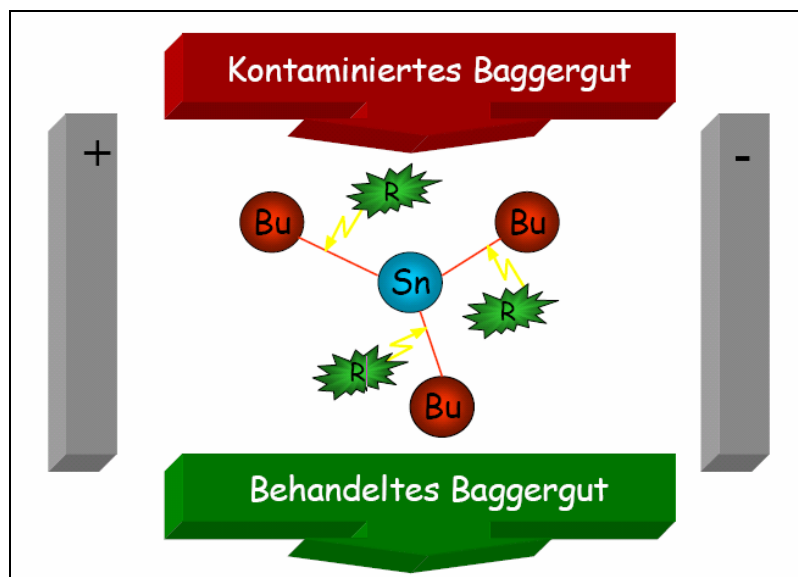 Kontaminiertes Baggergut
+
-
R
Bu
Bu
Sn
R
R
Bu
Behandeltes Baggergut